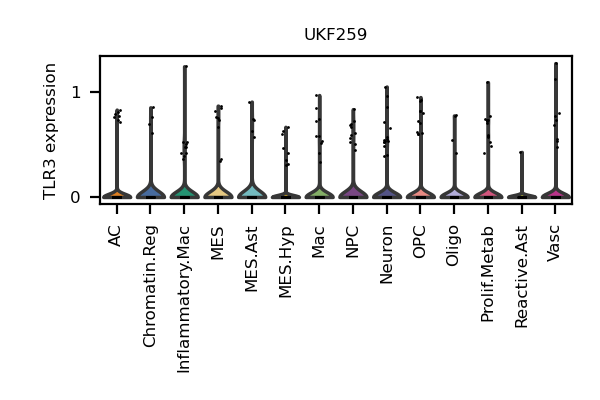 UKF259
TLR3 expression
1
0
AC
Chromatin.Reg
Inflammatory.Mac
MES
MES.Ast
MES.Hyp
Mac
NPC
Neuron
OPC
Oligo
Prolif.Metab
Reactive.Ast
Vasc